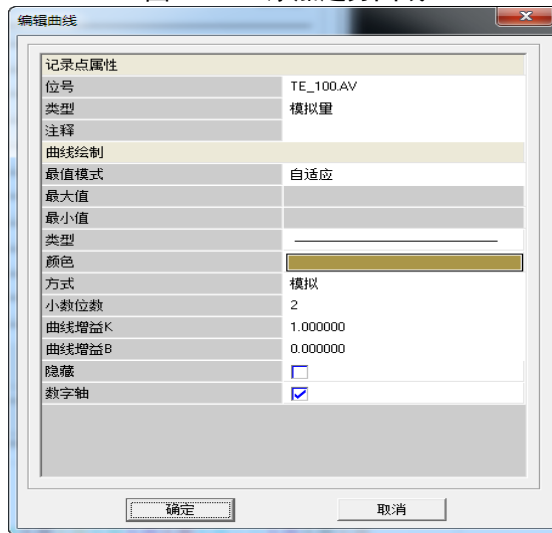 编辑曲线
记录点属性
位号 TE_100.AV
类型 模拟量
注释
曲线绘制
最值模式 自适应
最大值
最小值
类型
颜色
方式 模拟
小数位数 2
曲线增益K 1.000000
曲线增益B 0.000000
隐藏
数字轴
确定 取消